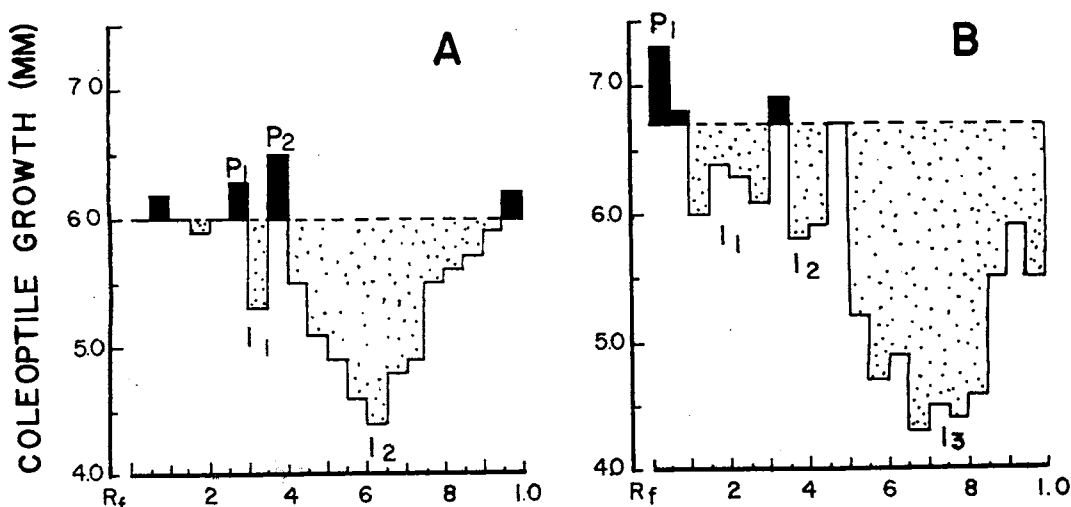 COLEOPTILE GROWTH (MM)
A
7.0
6.0
5.0
4.0
P1
P2
I1
I2
Rf 2 4 6 8 1.0
B
7.0
6.0
5.0
4.0
P1
I1
I2
I3
Rf 2 4 6 8 1.0